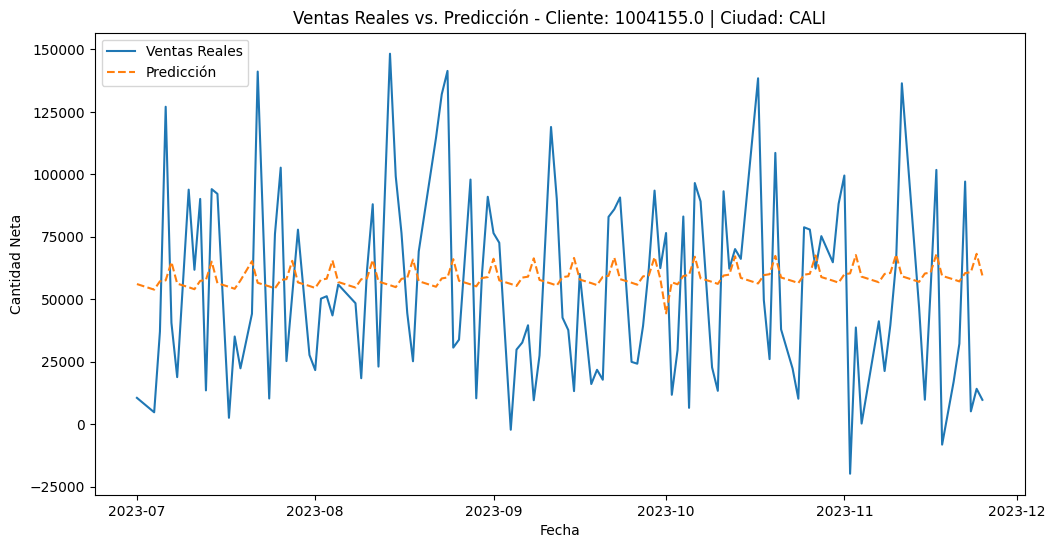 Ventas Reales vs. Predicción - Cliente: 1004155.0 | Ciudad: CALI
Ventas Reales
Predicción
150000
125000
100000
75000
50000
25000
0
−25000
Cantidad Neta
2023-07
2023-08
2023-09
2023-10
2023-11
2023-12
Fecha